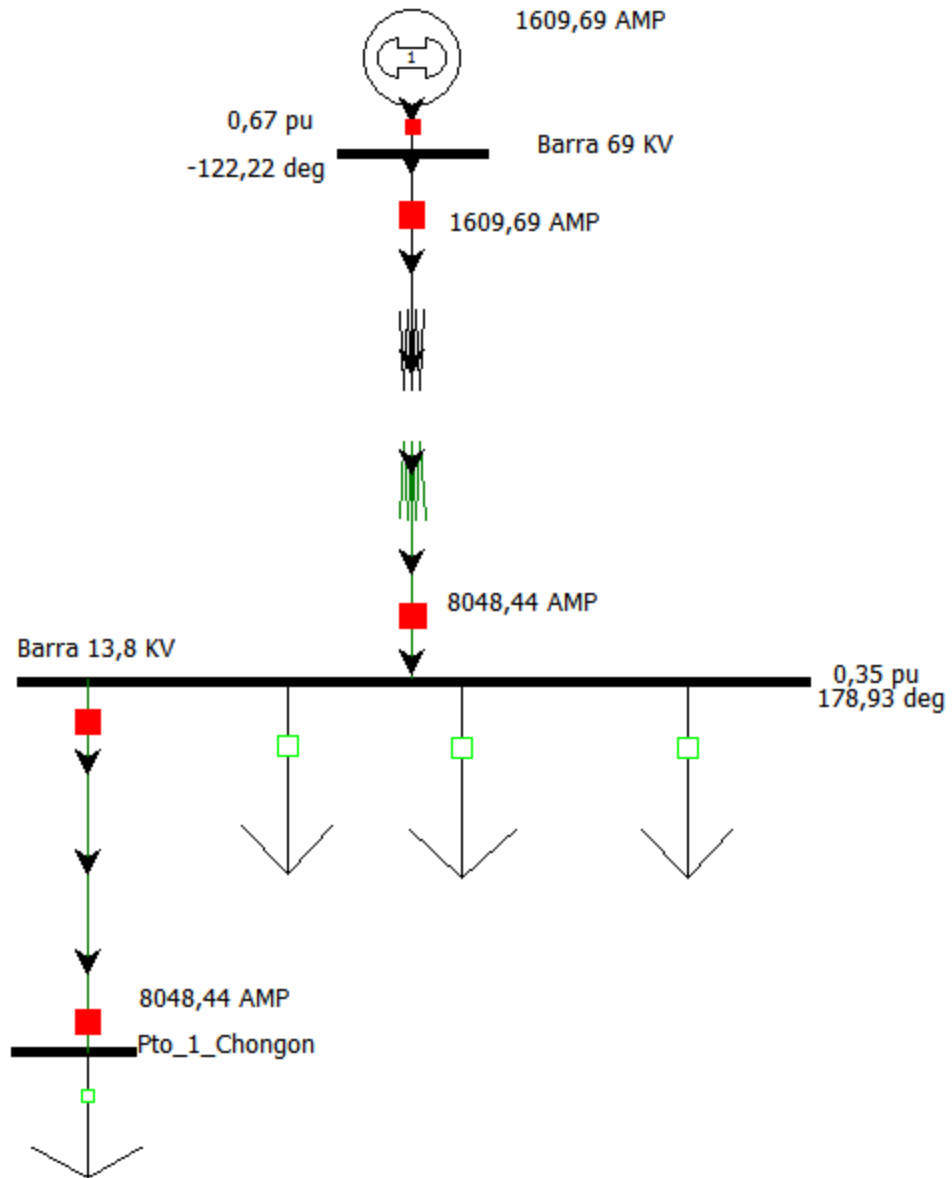 1609,69 AMP
1
0,67 pu
-122,22 deg
Barra 69 KV
1609,69 AMP
8048,44 AMP
Barra 13,8 KV
0,35 pu
178,93 deg
8048,44 AMP
Pto_1_Chongon